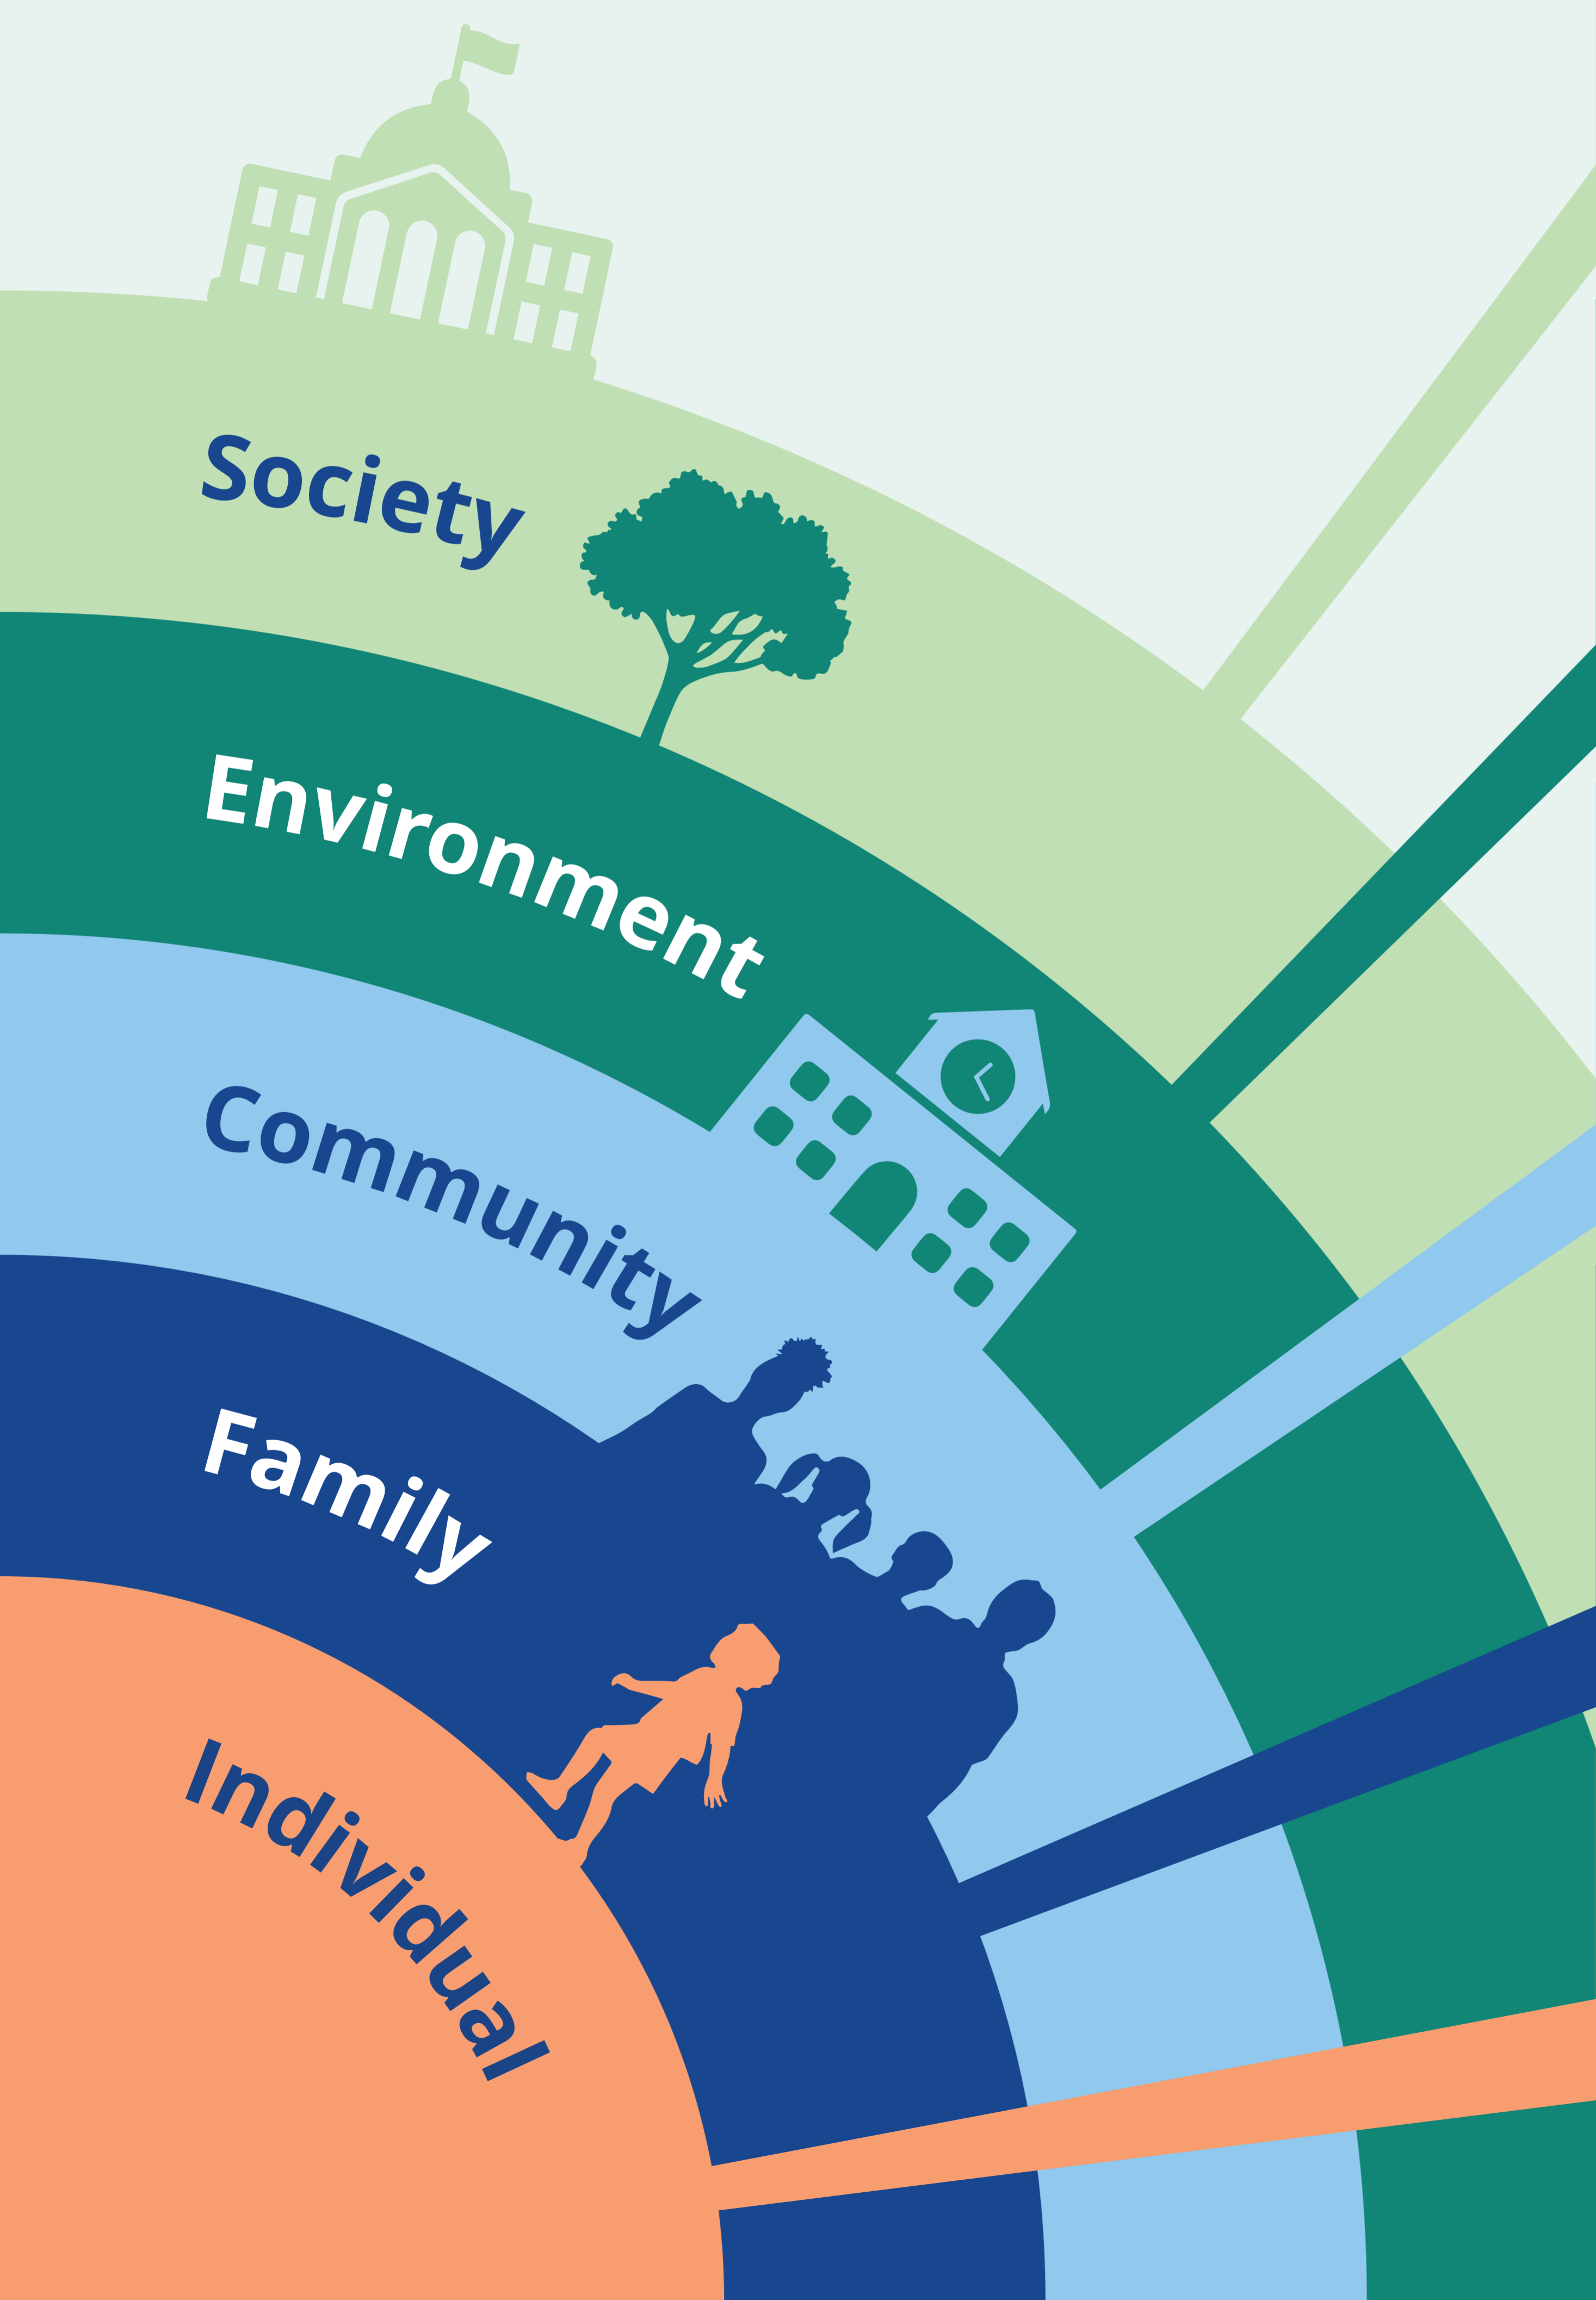 Society
Environment
Community
Family
Individual